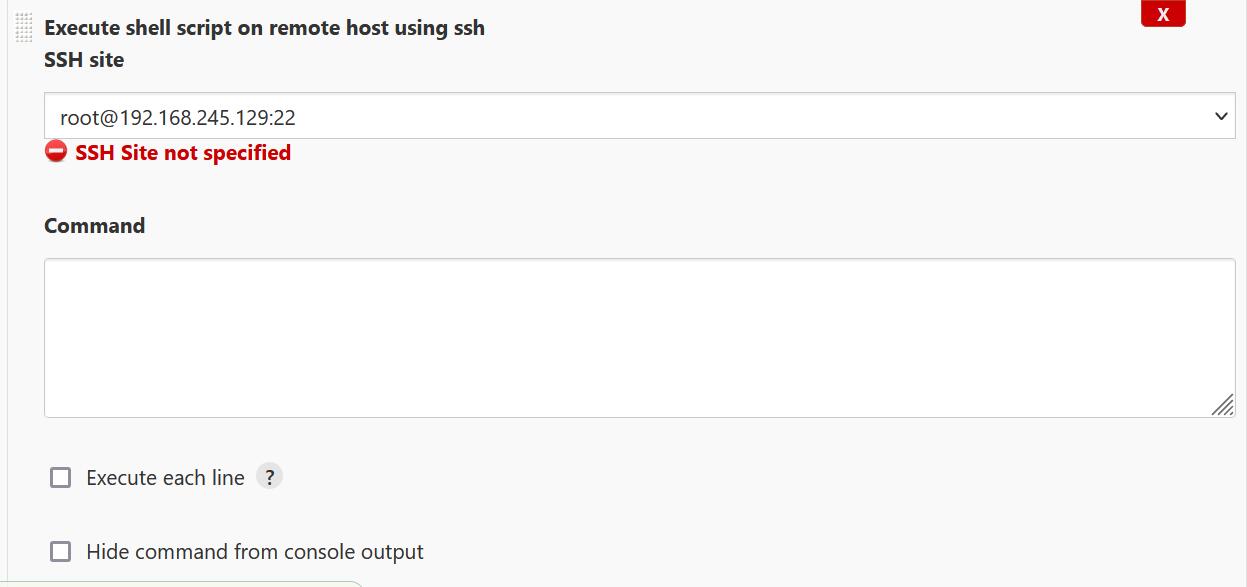 Execute shell script on remote host using ssh
X
SSH site
root@192.168.245.129:22
SSH Site not specified
Command
Execute each line ?
Hide command from console output